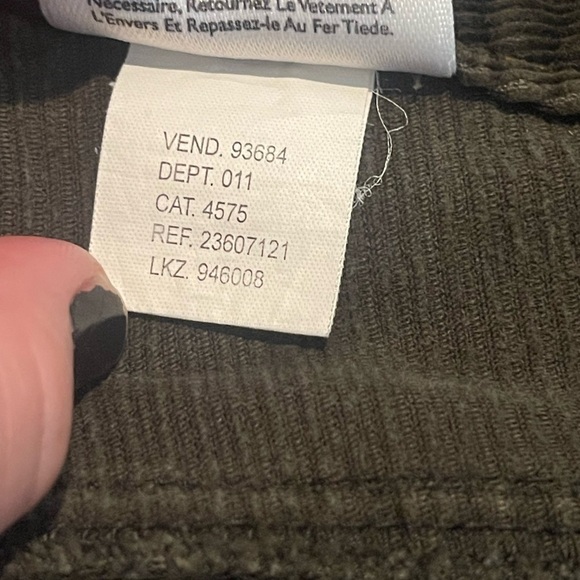 Nécessaire, Retournez Le Vetement A
L'Envers Et Repassez-le Au Fer Tiede.
VEND. 93684
DEPT. 011
CAT. 4575
REF. 23607121
LKZ. 946008